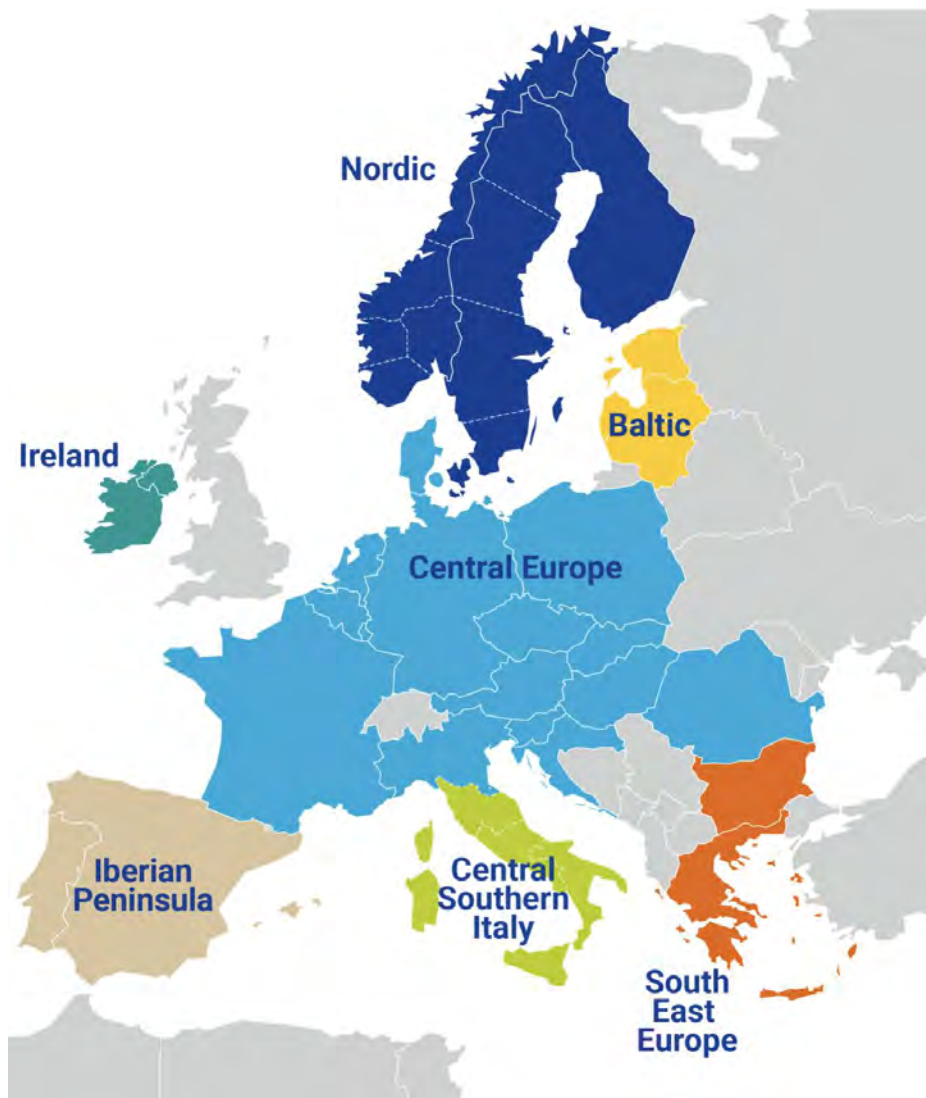 Nordic
Baltic
Ireland
Central Europe
Iberian
Peninsula
Central
Southern
Italy
South
East
Europe